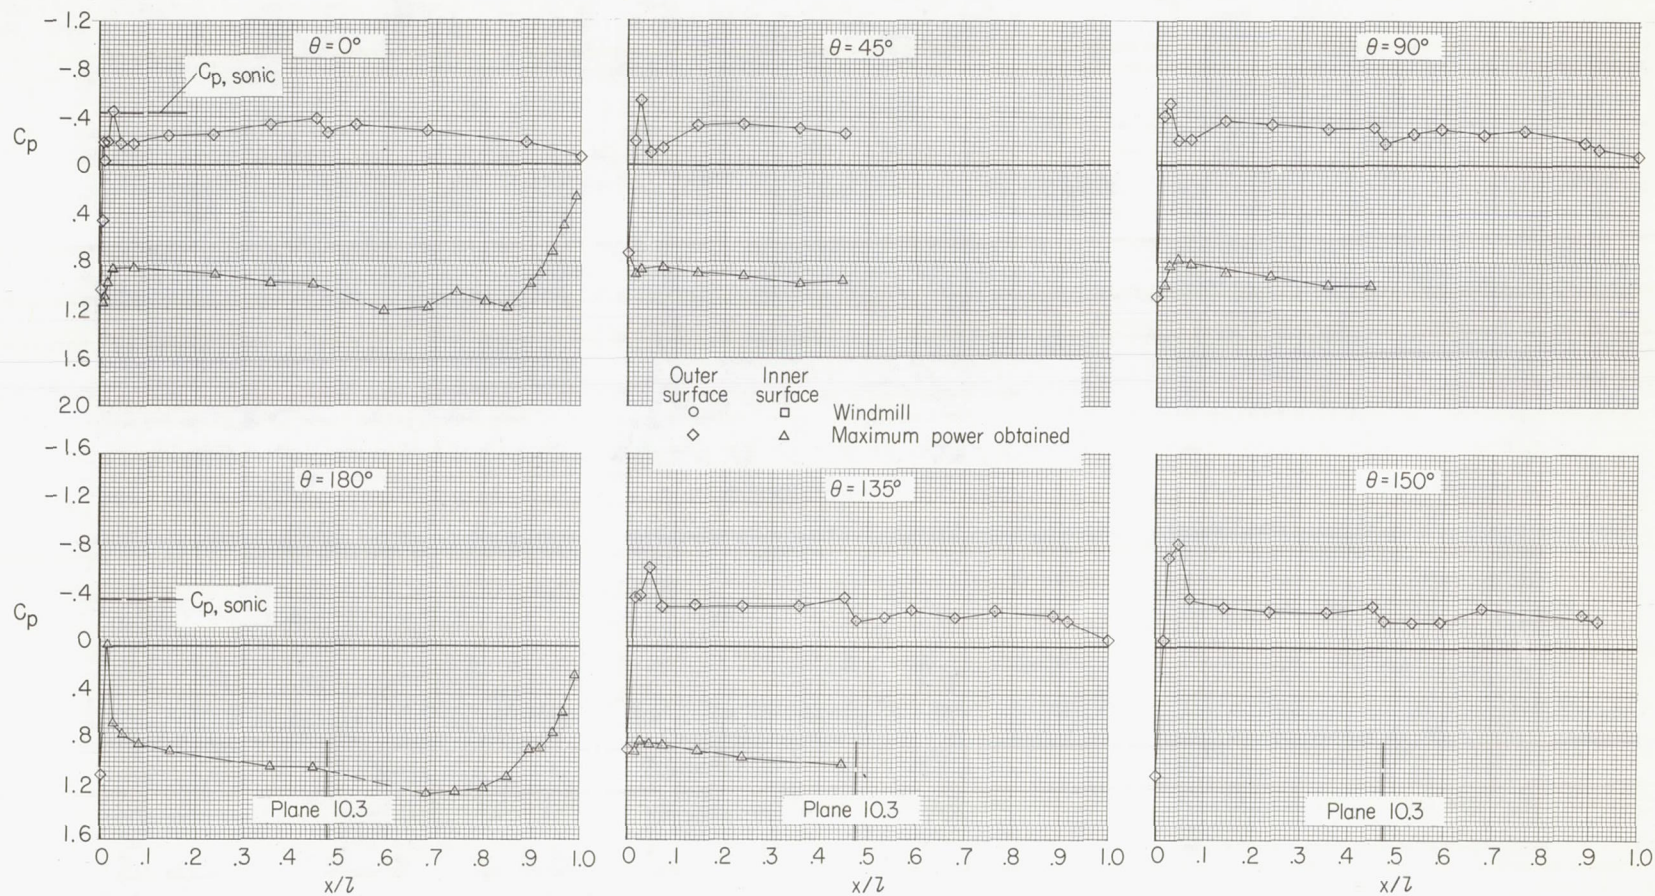 θ = 0°
θ = 45°
θ = 90°
Cp, sonic
Cp
− 1.2
−.8
−.4
0
.4
.8
1.2
1.6
2.0
Outer surface
Inner surface
Windmill
Maximum power obtained
θ = 180°
θ = 135°
θ = 150°
Cp, sonic
Cp
− 1.6
− 1.2
−.8
−.4
0
.4
.8
1.2
1.6
Plane 10.3
Plane 10.3
Plane 10.3
0 .1 .2 .3 .4 .5 .6 .7 .8 .9 1.0
0 .1 .2 .3 .4 .5 .6 .7 .8 .9 1.0
0 .1 .2 .3 .4 .5 .6 .7 .8 .9 1.0
x/l
x/l
x/l